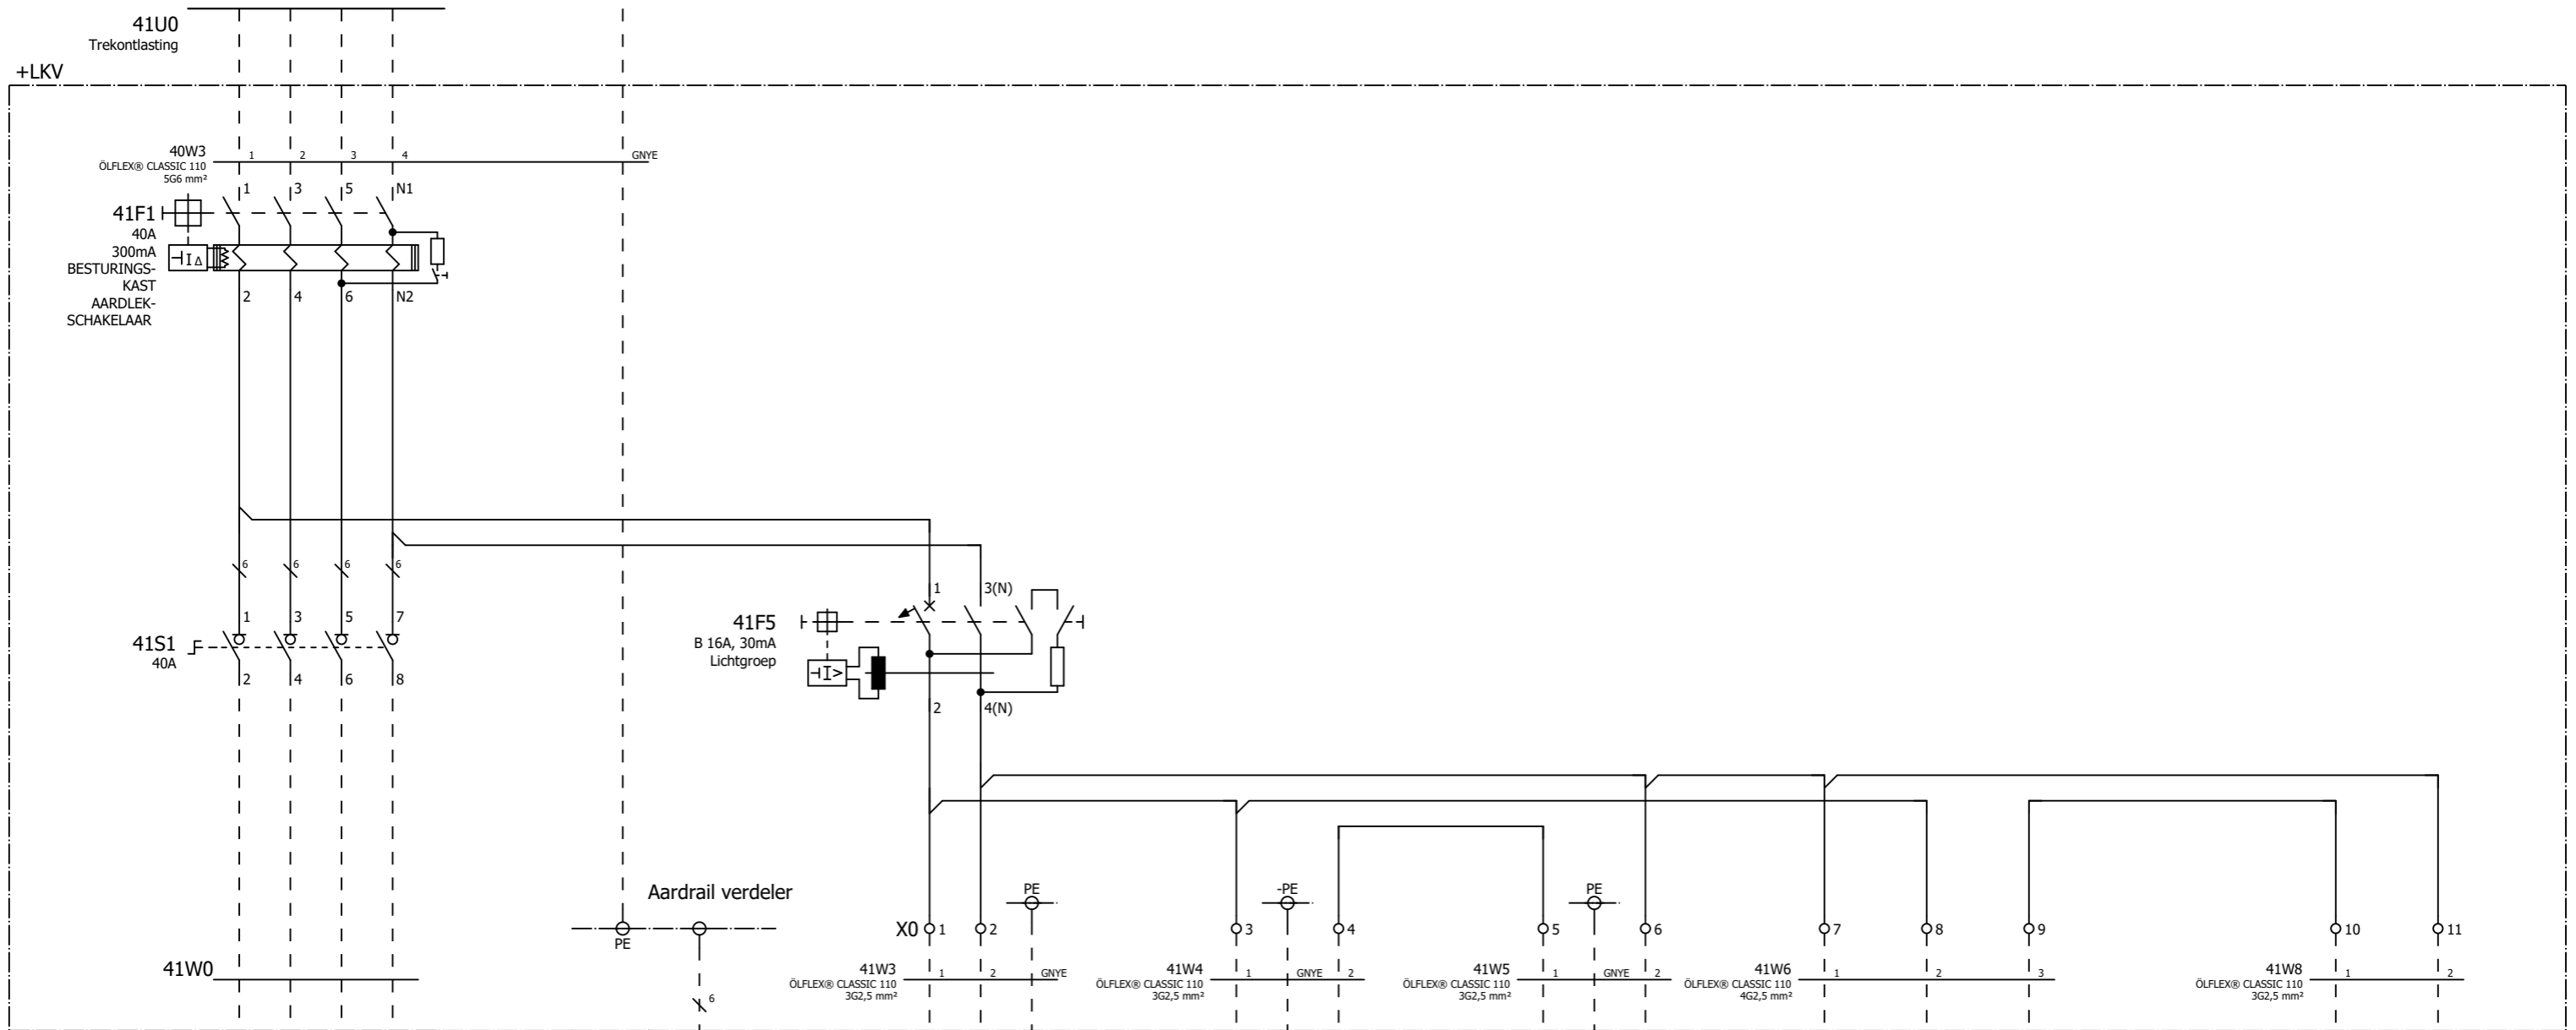 41U0
Trekontlasting
+LKV
40W3
ÖLFLEX® CLASSIC 110
5G6 mm²
1 2 3 4 GNYE
1 3 5 N1
41F1
40A
300mA
BESTURINGS-
KAST
AARDLEK-
SCHAKELAAR
I Δ
2 4 6 N2
6 6 6 6
1 3 5 7
41S1
40A
2 4 6 8
1 3(N)
41F5
B 16A, 30mA
Lichtgroep
I>
2 4(N)
Aardrail verdeler
PE
PE -PE PE
X0 1 2 3 4 5 6 7 8 9 10 11
41W0
6
41W3
ÖLFLEX® CLASSIC 110
3G2,5 mm²
1 2 GNYE
41W4
ÖLFLEX® CLASSIC 110
3G2,5 mm²
1 GNYE 2
41W5
ÖLFLEX® CLASSIC 110
3G2,5 mm²
1 GNYE 2
41W6
ÖLFLEX® CLASSIC 110
4G2,5 mm²
1 2 3
41W8
ÖLFLEX® CLASSIC 110
3G2,5 mm²
1 2